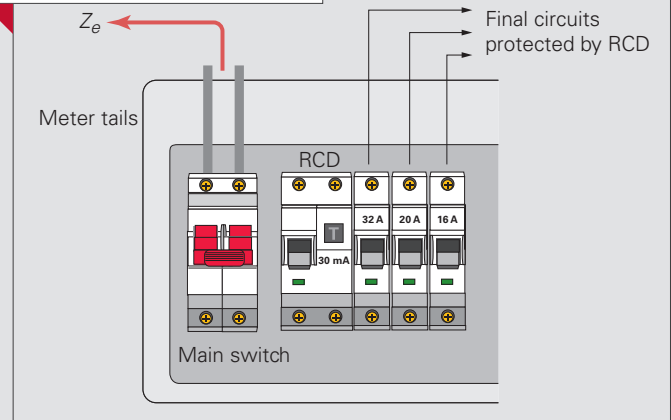 Ze
Final circuits
protected by RCD
Meter tails
RCD
32 A
20 A
16 A
T
30 mA
Main switch